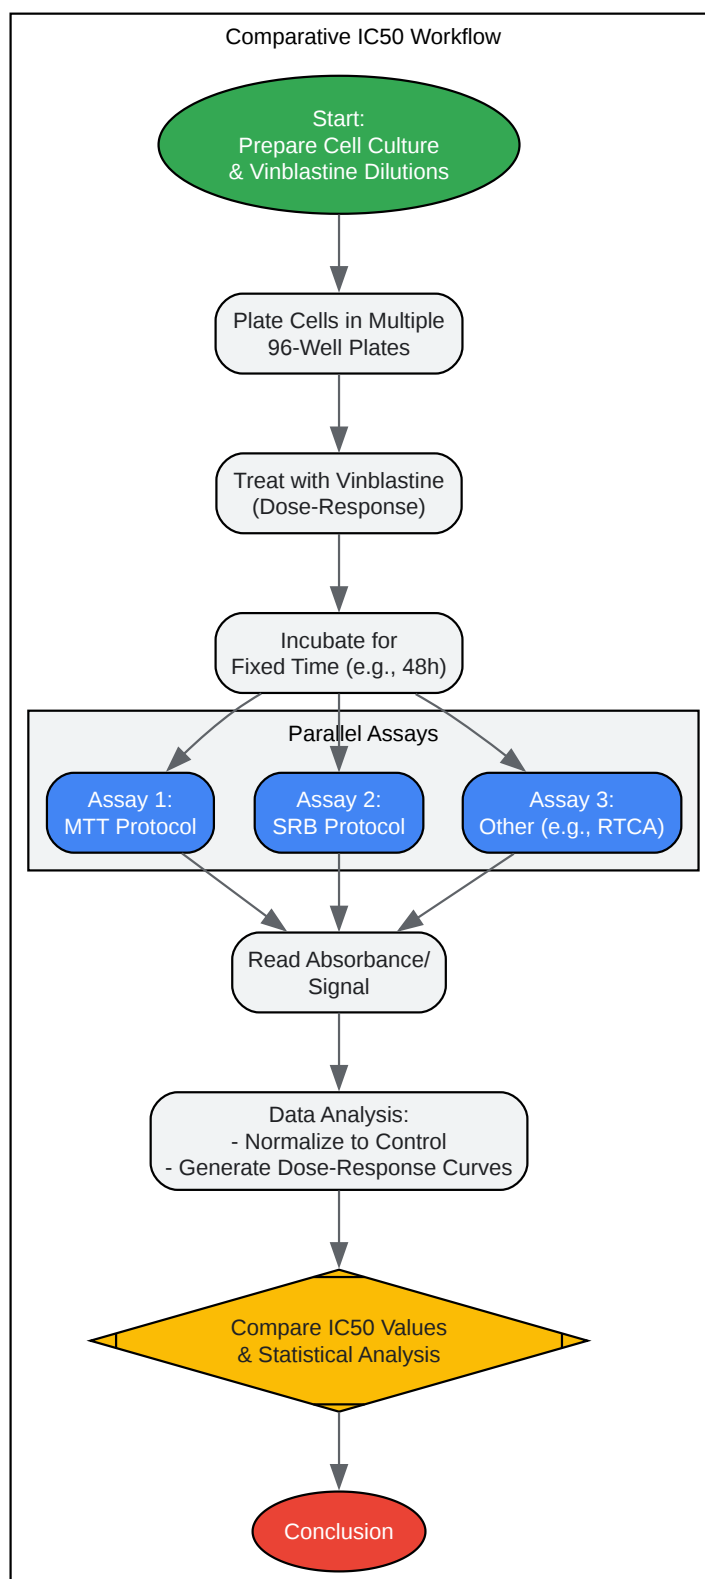 Comparative IC50 Workflow
Start:
Prepare Cell Culture
& Vinblastine Dilutions
Plate Cells in Multiple
96-Well Plates
Treat with Vinblastine
(Dose-Response)
Incubate for
Fixed Time (e.g., 48h)
Parallel Assays
Assay 1:
MTT Protocol
Assay 2:
SRB Protocol
Assay 3:
Other (e.g., RTCA)
Read Absorbance/
Signal
Data Analysis:
- Normalize to Control
- Generate Dose-Response Curves
Compare IC50 Values
& Statistical Analysis
Conclusion